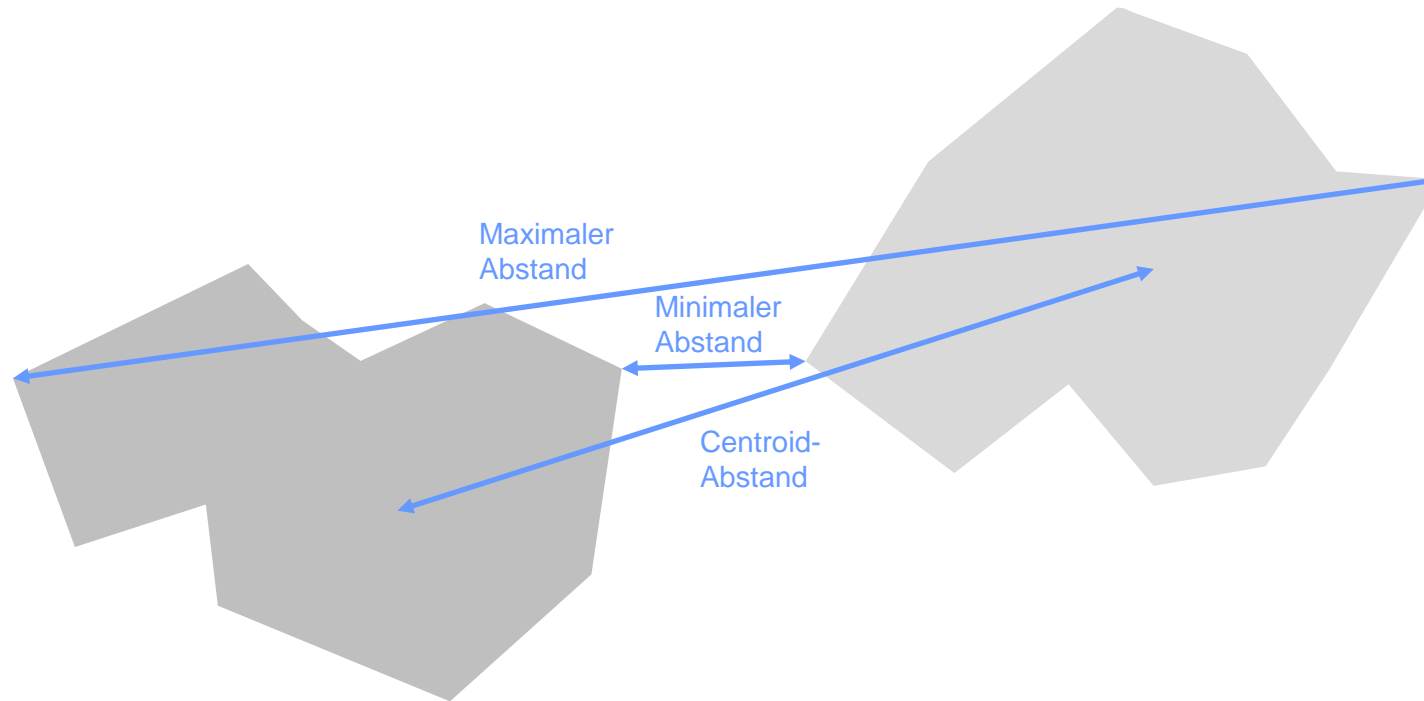 Maximaler
Abstand
Minimaler
Abstand
Centroid-
Abstand